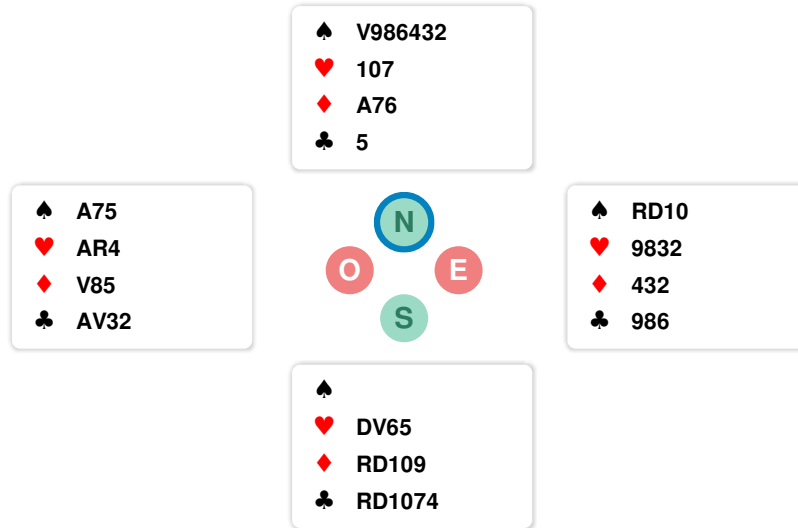 ♠ V986432
♥ 107
♦ A76
♣ 5
♠ A75
♥ AR4
♦ V85
♣ AV32
N
O
E
S
♠ RD10
♥ 9832
♦ 432
♣ 986
♠
♥ DV65
♦ RD109
♣ RD1074